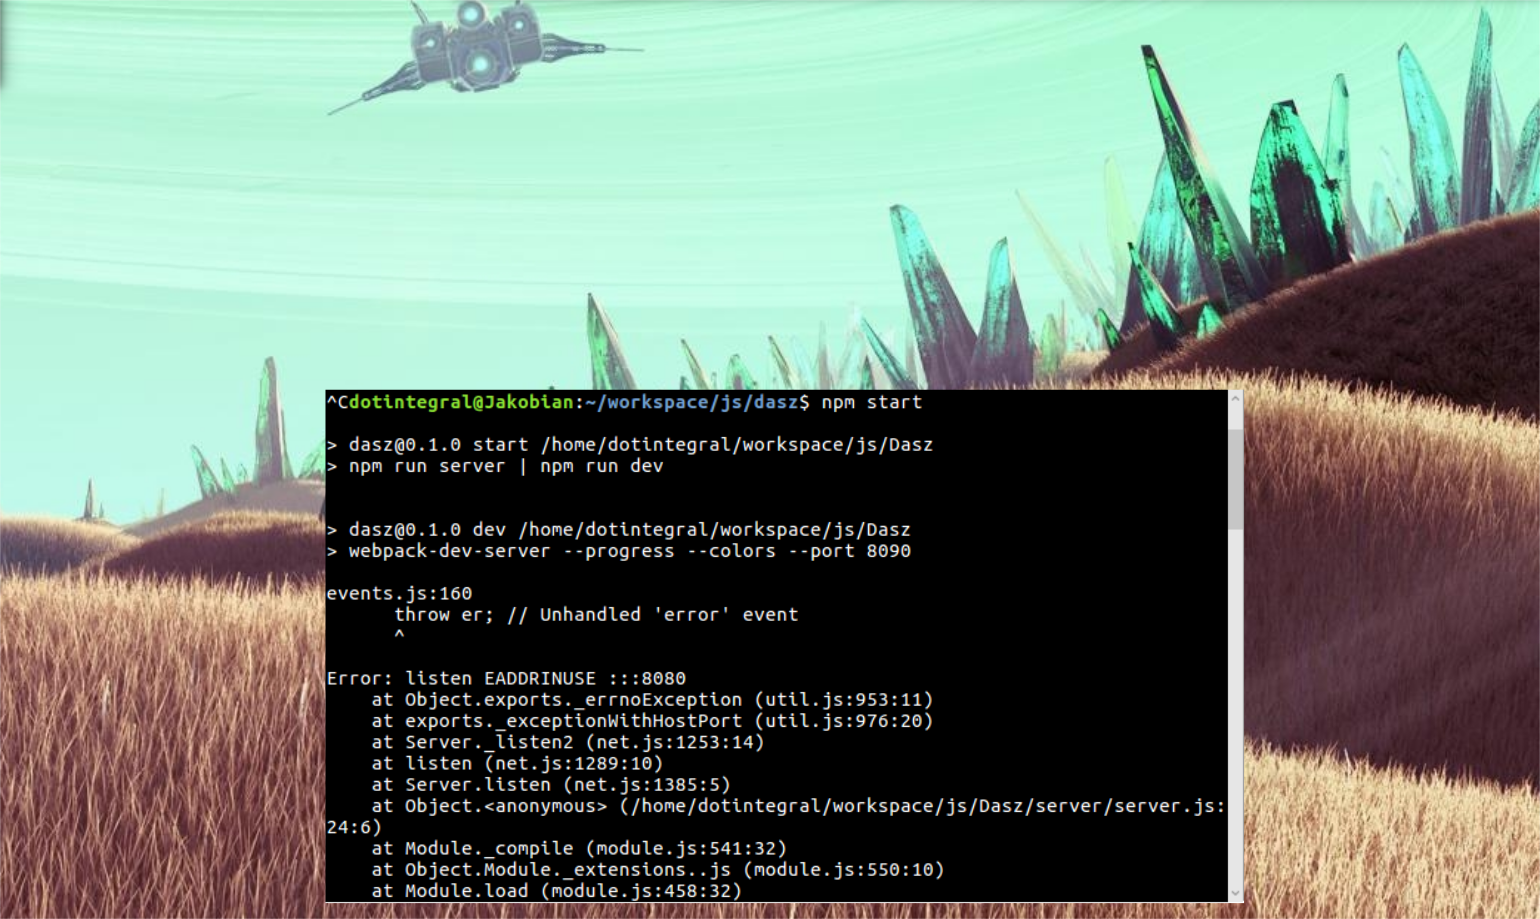 ^Cdotintegral@Jakobian:~/workspace/js/dasz$ npm start
> dasz@0.1.0 start /home/dotintegral/workspace/js/Dasz
> npm run server | npm run dev
> dasz@0.1.0 dev /home/dotintegral/workspace/js/Dasz
> webpack-dev-server --progress --colors --port 8090
events.js:160
      throw er; // Unhandled 'error' event
      ^
Error: listen EADDRINUSE :::8080
    at Object.exports._errnoException (util.js:953:11)
    at exports._exceptionWithHostPort (util.js:976:20)
    at Server._listen2 (net.js:1253:14)
    at listen (net.js:1289:10)
    at Server.listen (net.js:1385:5)
    at Object.<anonymous> (/home/dotintegral/workspace/js/Dasz/server/server.js:
24:6)
    at Module._compile (module.js:541:32)
    at Object.Module._extensions..js (module.js:550:10)
    at Module.load (module.js:458:32)